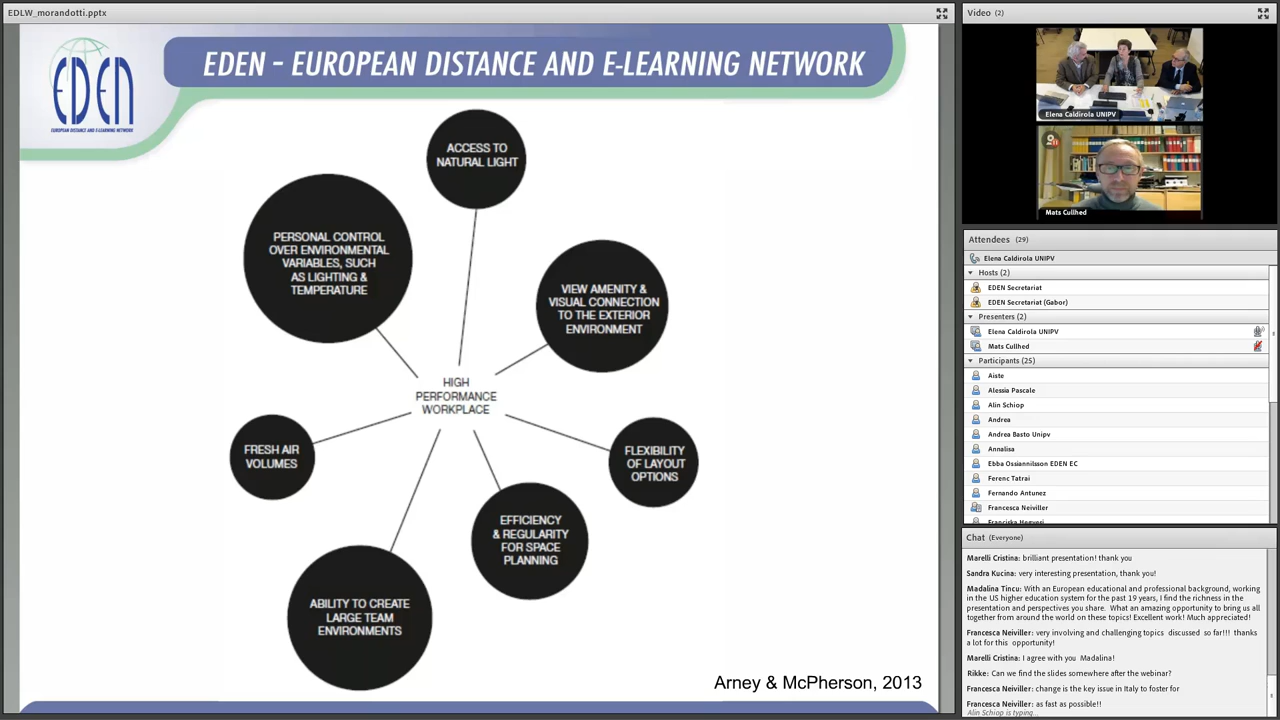 EDLW_morandotti.pptx
EDEN
EUROPEAN DISTANCE AND E-LEARNING NETWORK
EDEN - EUROPEAN DISTANCE AND E-LEARNING NETWORK
ACCESS TO
NATURAL LIGHT
PERSONAL CONTROL
OVER ENVIRONMENTAL
VARIABLES, SUCH
AS LIGHTING &
TEMPERATURE
VIEW AMENITY &
VISUAL CONNECTION
TO THE EXTERIOR
ENVIRONMENT
HIGH
PERFORMANCE
WORKPLACE
FRESH AIR
VOLUMES
FLEXIBILITY
OF LAYOUT
OPTIONS
EFFICIENCY
& REGULARITY
FOR SPACE
PLANNING
ABILITY TO CREATE
LARGE TEAM
ENVIRONMENTS
Arney & McPherson, 2013
Video (2)
Elena Caldirola UNIPV
Mats Cullhed
Attendees (29)
Elena Caldirola UNIPV
Hosts (2)
EDEN Secretariat
EDEN Secretariat (Gabor)
Presenters (2)
Elena Caldirola UNIPV
Mats Cullhed
Participants (25)
Aiste
Alessia Pascale
Alin Schiop
Andrea
Andrea Basto Unipv
Annalisa
Ebba Ossiannilsson EDEN EC
Ferenc Tatrai
Fernando Antunez
Francesca Neiviller
Franciska Hegyesi
Chat (Everyone)
Marelli Cristina: brilliant presentation! thank you
Sandra Kucina: very interesting presentation, thank you!
Madalina Tincu: With an European educational and professional background, working
in the US higher education system for the past 19 years, I find the richness in the
presentation and perspectives you share. What an amazing opportunity to bring us all
together from around the world on these topics! Excellent work! Much appreciated!
Francesca Neiviller: very involving and challenging topics discussed so far!!! thanks
a lot for this opportunity!
Marelli Cristina: I agree with you Madalina!
Rikke: Can we find the slides somewhere after the webinar?
Francesca Neiviller: change is the key issue in Italy to foster for
Francesca Neiviller: as fast as possible!!
Alin Schiop is typing...